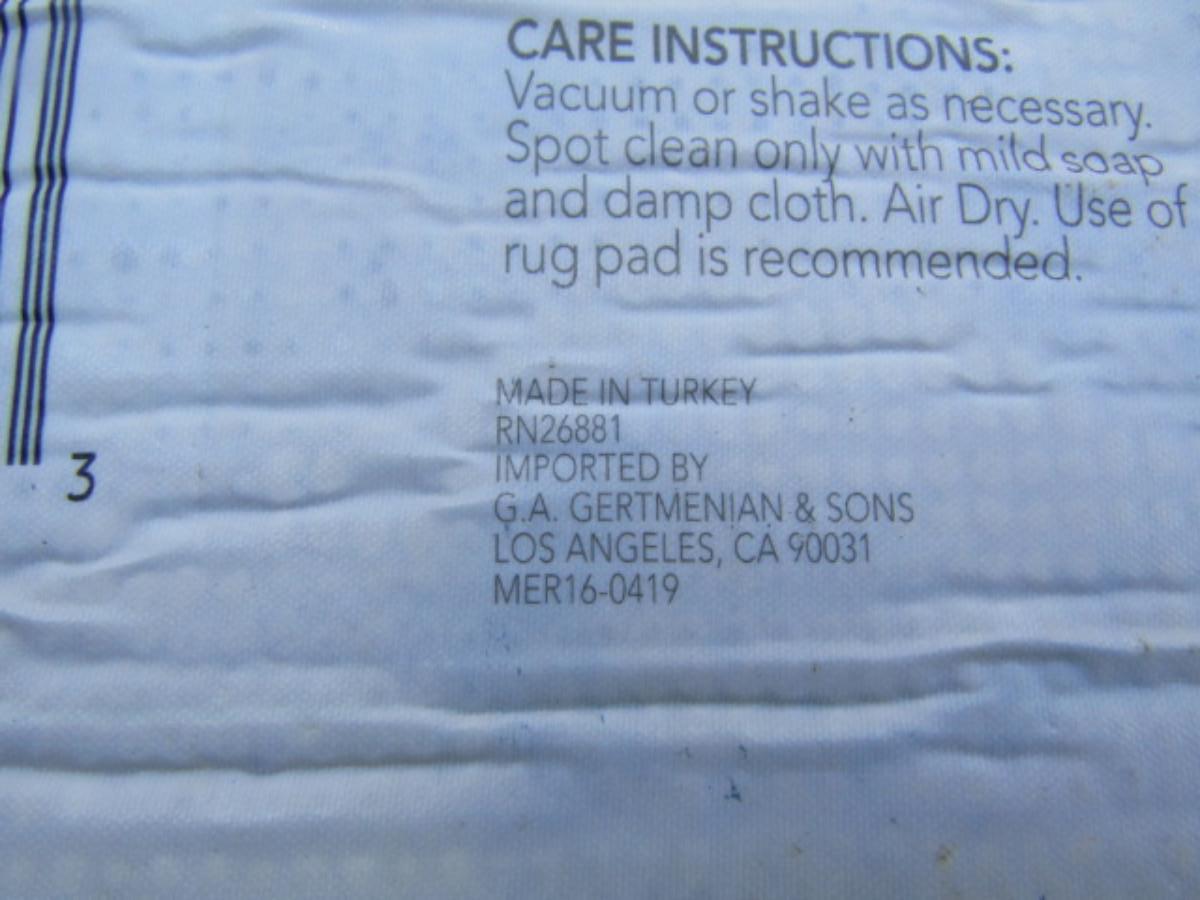 CARE INSTRUCTIONS:
Vacuum or shake as necessary.
Spot clean only with mild soap
and damp cloth. Air Dry. Use of
rug pad is recommended.
MADE IN TURKEY
RN26881
IMPORTED BY
G.A. GERTMENIAN & SONS
LOS ANGELES, CA 90031
MER16-0419
3